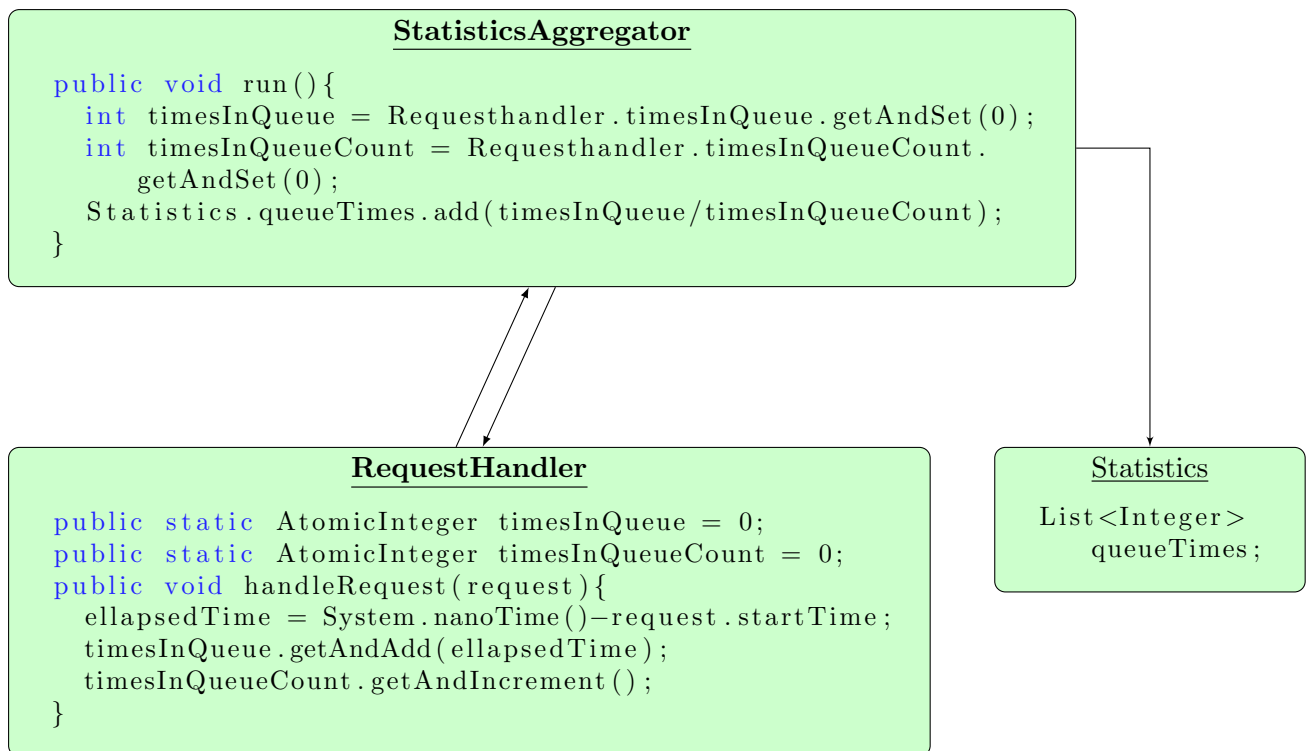 StatisticsAggregator
public void run(){
int timesInQueue = Requesthandler.timesInQueue.getAndSet(0);
int timesInQueueCount = Requesthandler.timesInQueueCount.
getAndSet(0);
Statistics.queueTimes.add(timesInQueue/timesInQueueCount);
}
RequestHandler
public static AtomicInteger timesInQueue = 0;
public static AtomicInteger timesInQueueCount = 0;
public void handleRequest(request){
ellapsedTime = System.nanoTime()−request.startTime;
timesInQueue.getAndAdd(ellapsedTime);
timesInQueueCount.getAndIncrement();
}
Statistics
List<Integer>
queueTimes;